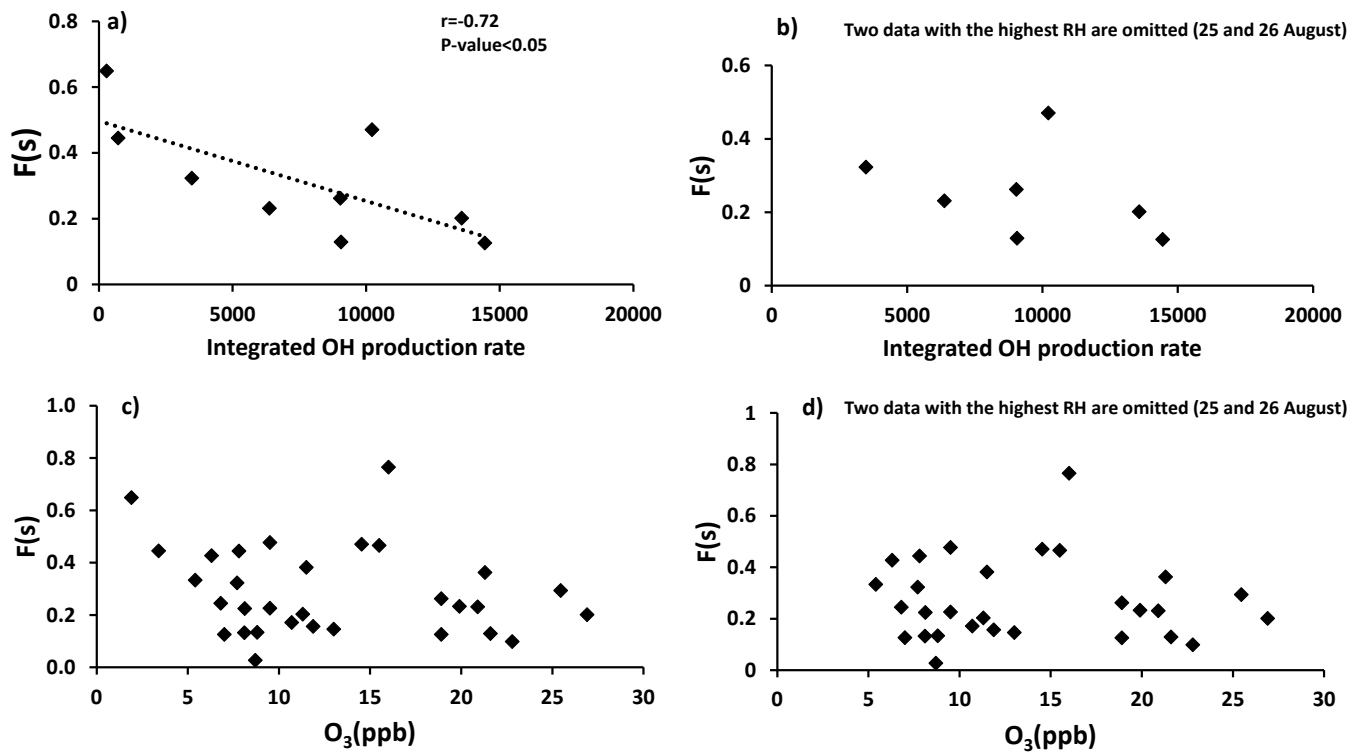 a)
r=-0.72
P-value<0.05
0.8
0.6
0.4
0.2
0
F(s)
0 5000 10000 15000 20000
Integrated OH production rate
b) Two data with the highest RH are omitted (25 and 26 August)
0.6
0.4
0.2
0
F(s)
0 5000 10000 15000 20000
Integrated OH production rate
c)
1.0
0.8
0.6
0.4
0.2
0.0
F(s)
0 5 10 15 20 25 30
O₃(ppb)
d) Two data with the highest RH are omitted (25 and 26 August)
1
0.8
0.6
0.4
0.2
0
F(s)
0 5 10 15 20 25 30
O₃(ppb)